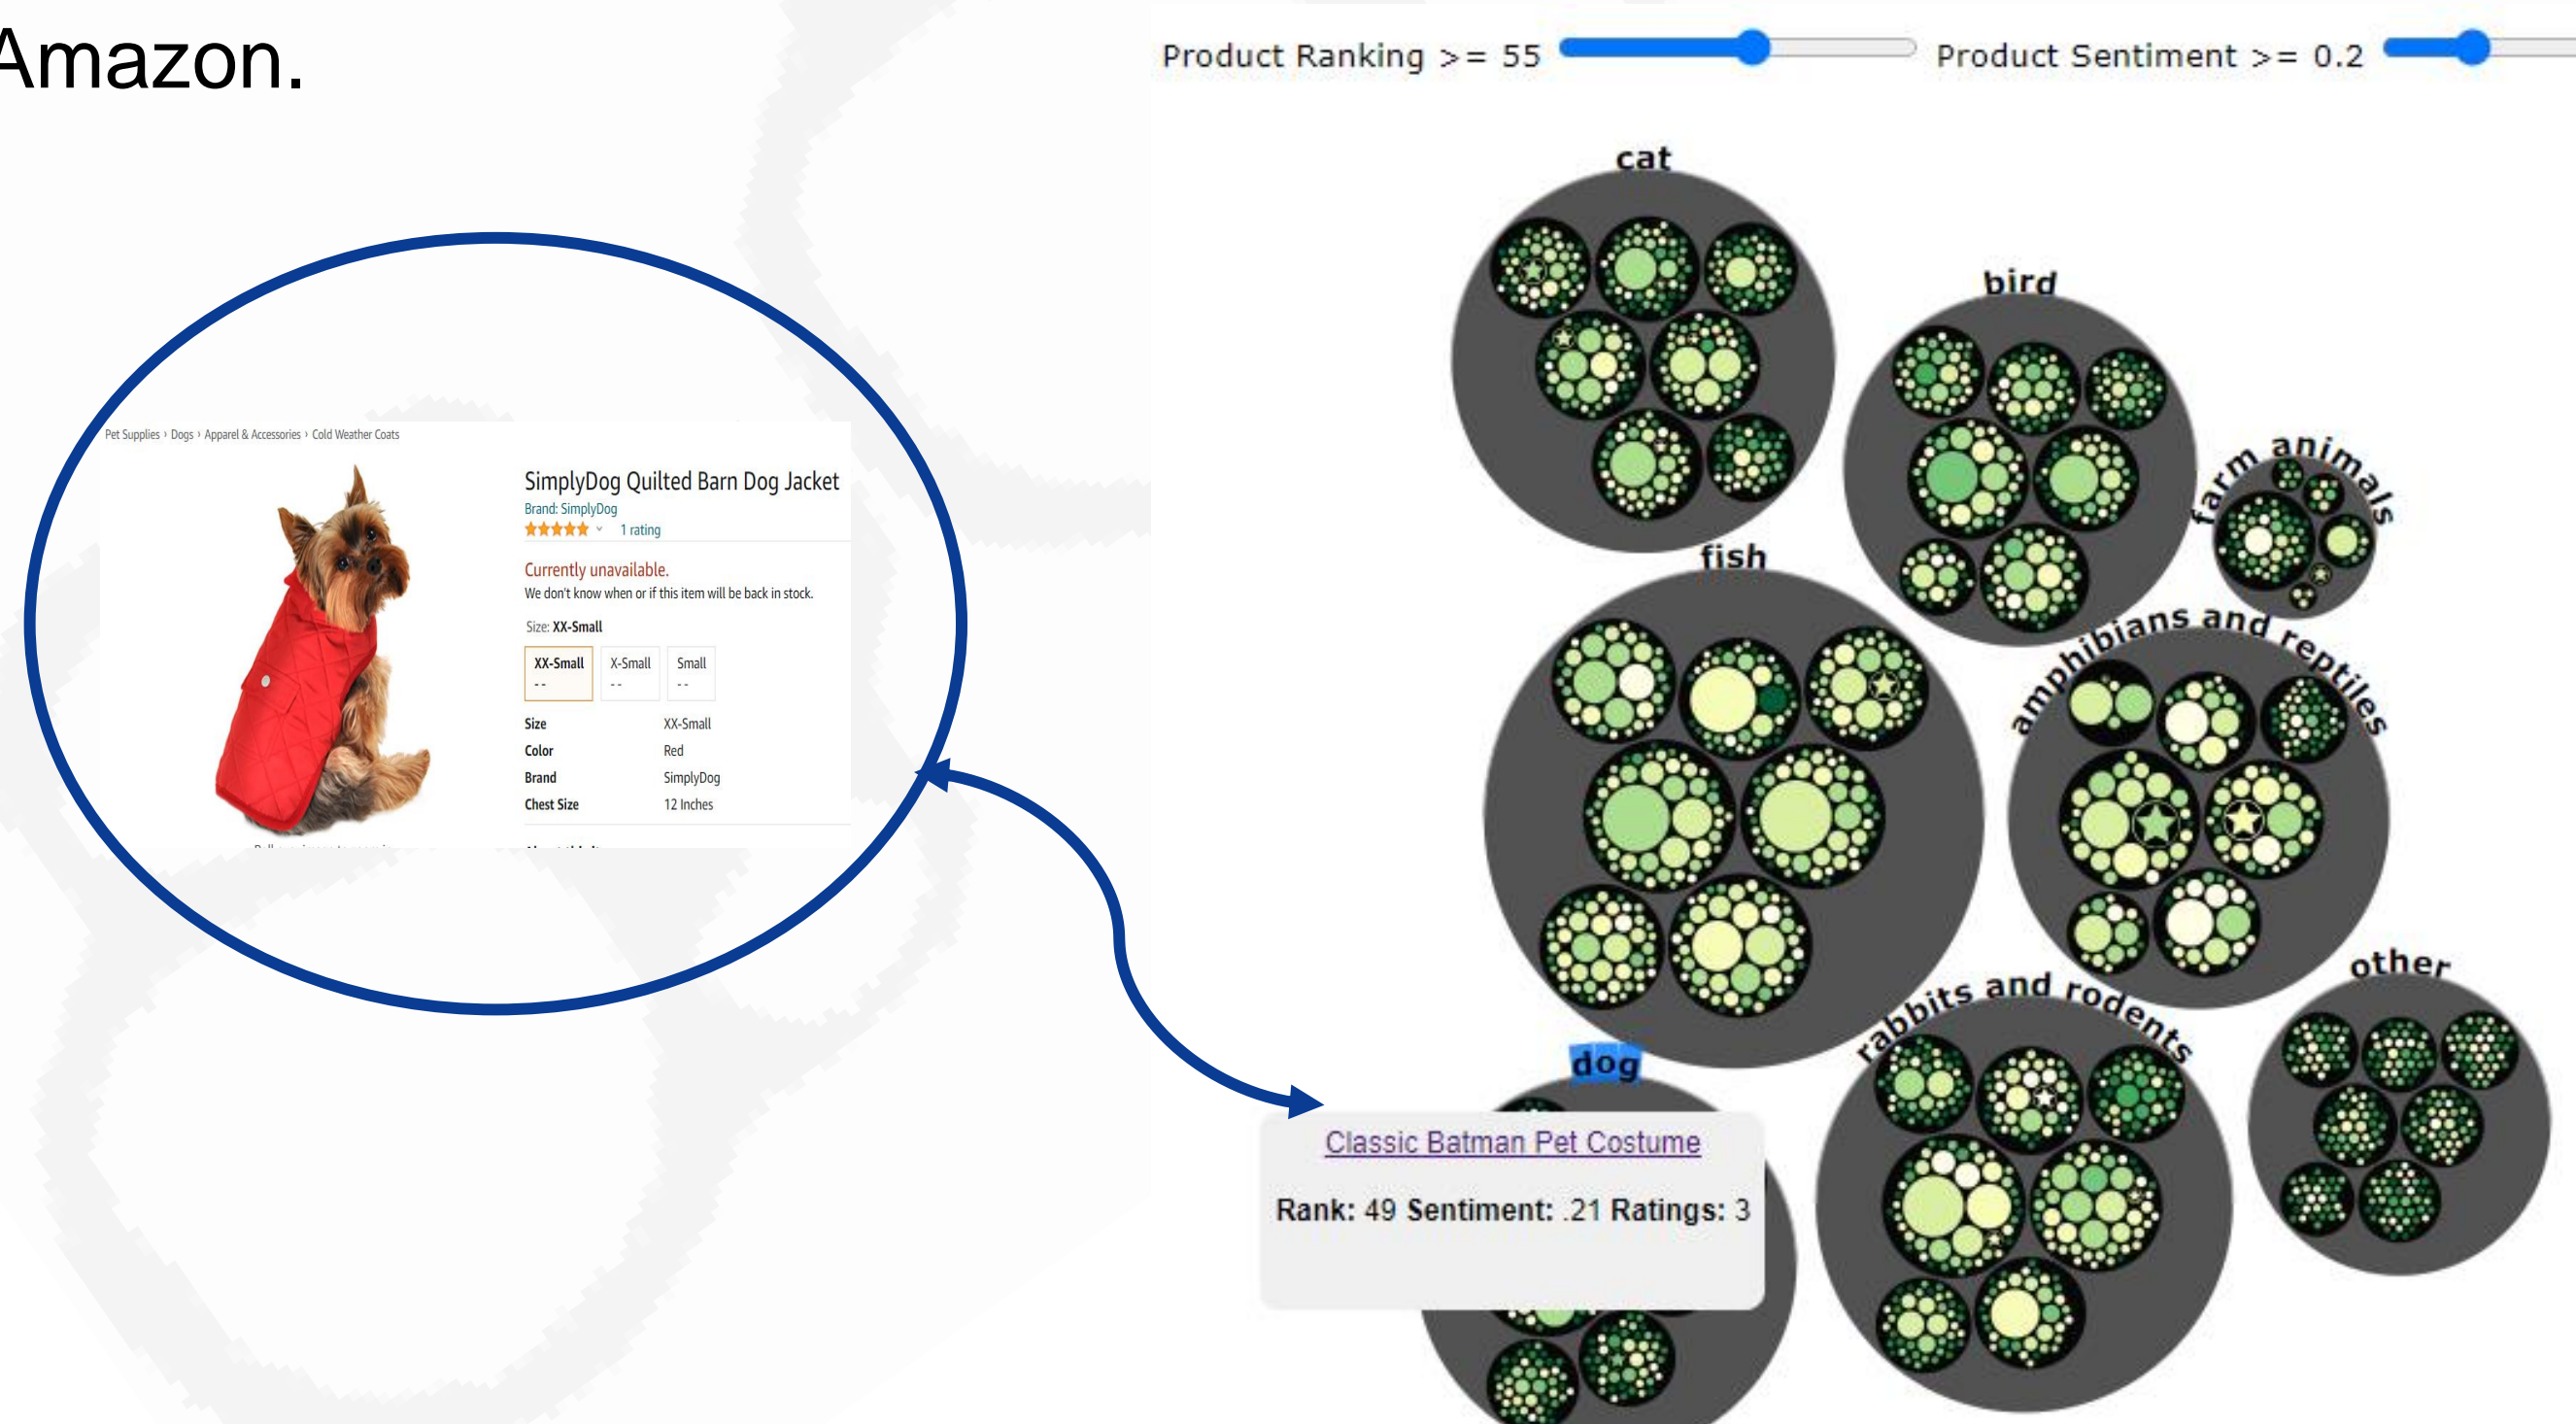 Amazon.
Product Ranking >= 55
Product Sentiment >= 0.2
Pet Supplies › Dogs › Apparel & Accessories › Cold Weather Coats
SimplyDog Quilted Barn Dog Jacket
Brand: SimplyDog
1 rating
Currently unavailable.
We don't know when or if this item will be back in stock.
Size: XX-Small
XX-Small X-Small Small
-- -- --
Size XX-Small
Color Red
Brand SimplyDog
Chest Size 12 Inches
cat
bird
farm animals
fish
amphibians and reptiles
other
rabbits and rodents
dog
Classic Batman Pet Costume
Rank: 49 Sentiment: .21 Ratings: 3